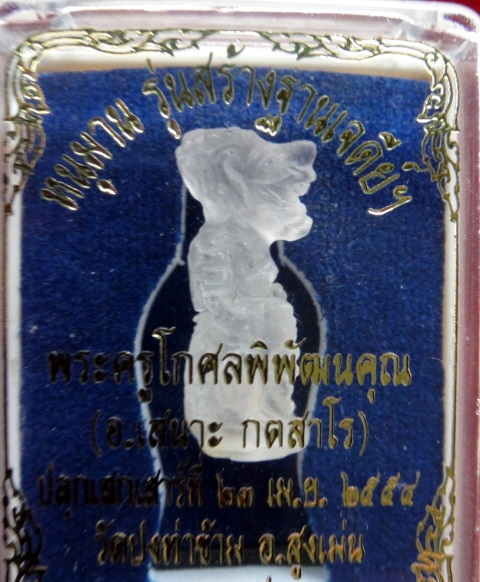 หนุมาน รุ่นสร้างฐานเจดีย์ฯ
พระครูโกศลพิพัฒนคุณ
(อ.เสนาะ กตสาโร)
ปลุกเสกเสาร์ที่ ๒๓ เม.ย. ๒๕๕๔
วัดปงท่าข้าม อ.สูงเม่น